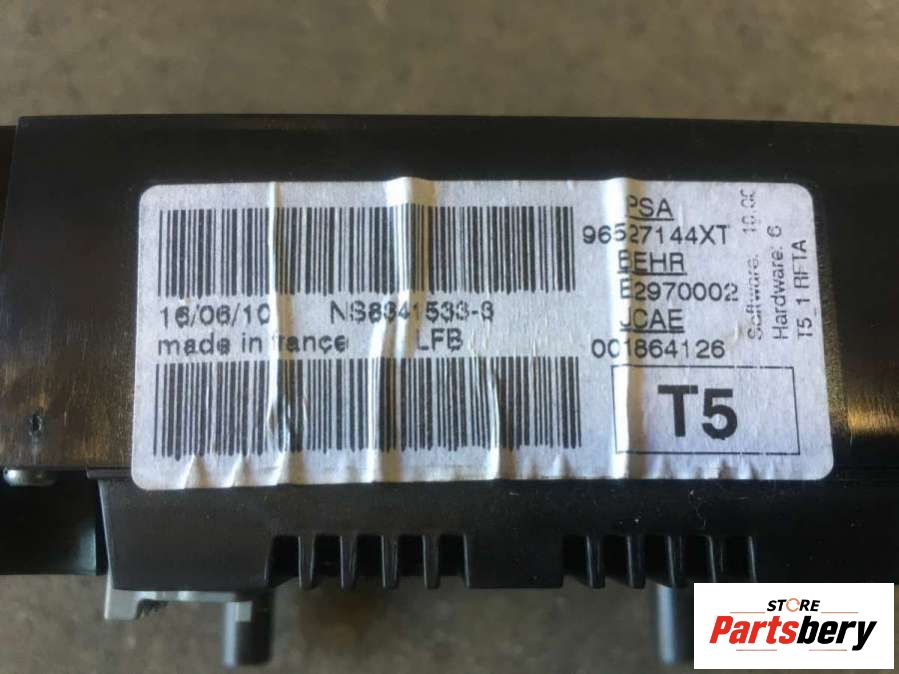 PSA
96527144XT
BEHR
E2970002
JCAE
001864126
16/06/10 NS8341533-3
made in france LFB
T5
Software: 10.00
Hardware: 6
T5_1 RFTA
STORE
Partsbery